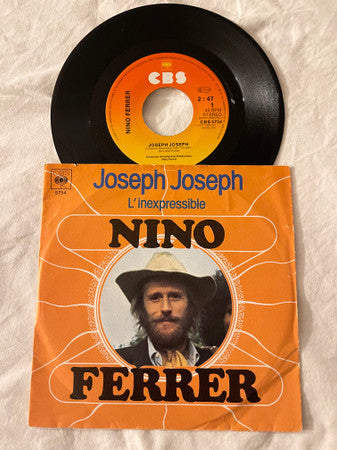 CBS
NINO FERRER
2 : 47
1
45 RPM
STEREO
CBS 5754
JOSEPH JOSEPH
CBS
5754
Joseph Joseph
L'inexpressible
NINO
FERRER